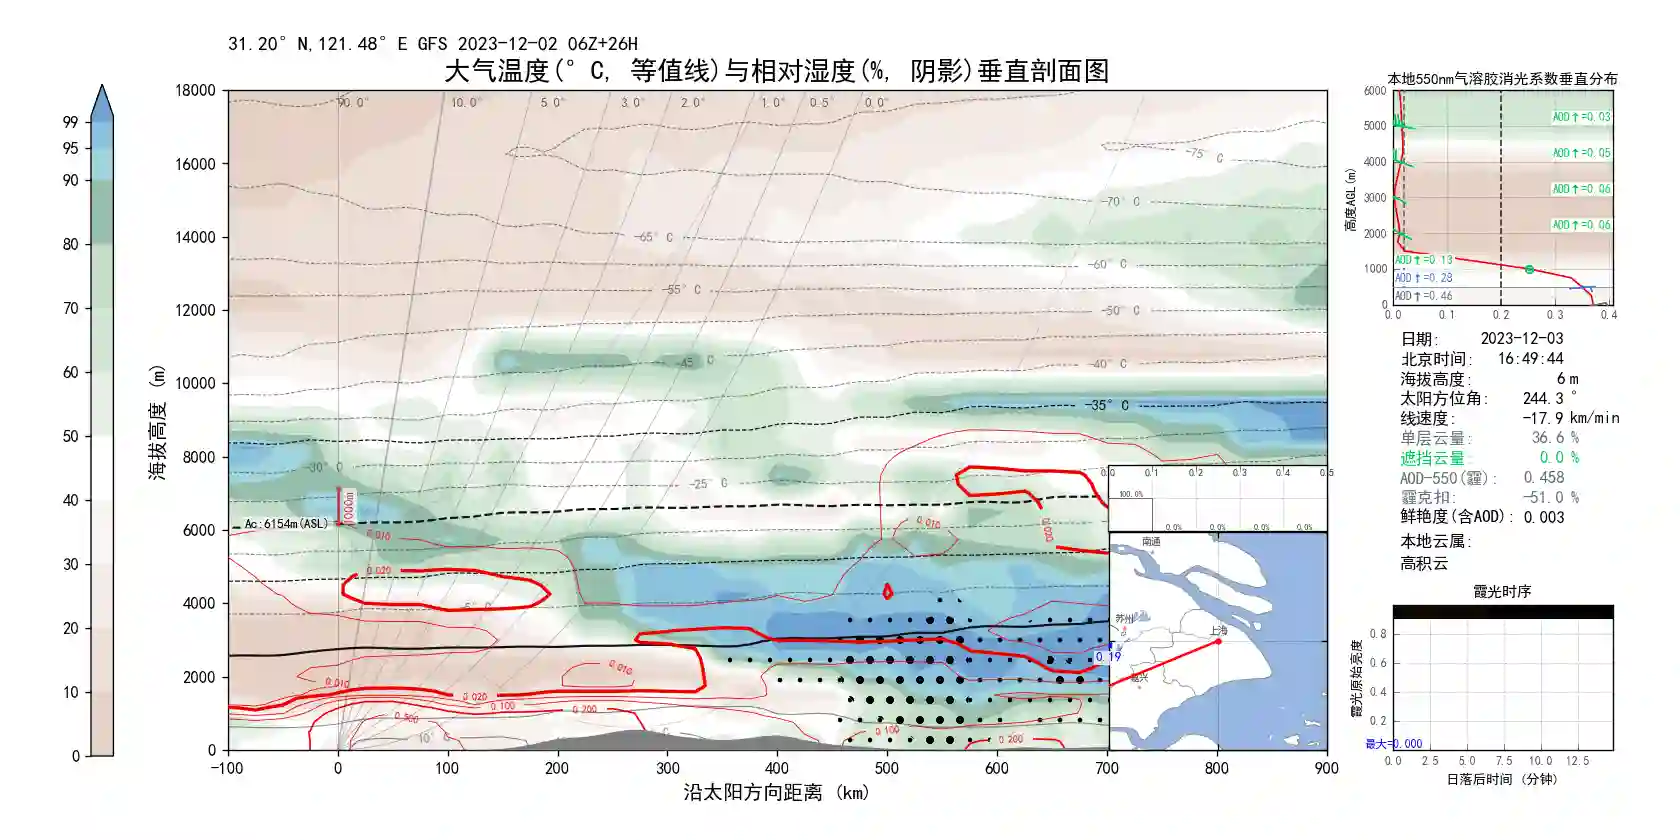 31.20° N,121.48° E GFS 2023-12-02 06Z+26H
大气温度(° C, 等值线)与相对湿度(%, 阴影)垂直剖面图
99
95
90
80
70
60
50
40
30
20
10
0
海拔高度 (m)
18000
16000
14000
12000
10000
8000
6000
4000
2000
0
90.0° 10.0° 5.0° 3.0° 2.0° 1.0° 0.5° 0.0°
-75° C
-70° C
-65° C
-60° C
-55° C
-50° C
-45° C
-40° C
-35° C
-30° C
-25° C
Ac:6154m(ASL)
1000m
0.010
0.020
-5° C
0.010
0.010
0.010
0.020
0.100
0.200
0.500
10° C
0.100
0.200
-100 0 100 200 300 400 500 600 700 800 900
沿太阳方向距离 (km)
0.0 0.1 0.2 0.3 0.4 0.5
100.0%
0.0% 0.0% 0.0% 0.0%
南通
苏州
上海
嘉兴
0.19
本地550nm气溶胶消光系数垂直分布
高度AGL(m)
6000
5000
4000
3000
2000
1000
0
AOD↑=0.03
AOD↑=0.05
AOD↑=0.06
AOD↑=0.06
AOD↑=0.13
AOD↑=0.28
AOD↑=0.46
0.0 0.1 0.2 0.3 0.4
日期: 2023-12-03
北京时间: 16:49:44
海拔高度: 6 m
太阳方位角: 244.3 °
线速度: -17.9 km/min
单层云量: 36.6 %
遮挡云量: 0.0 %
AOD-550(霾): 0.458
霾克扣: -51.0 %
鲜艳度(含AOD): 0.003
本地云属:
高积云
霞光时序
霞光原始亮度
0.8
0.6
0.4
0.2
最大=0.000
0.0 2.5 5.0 7.5 10.0 12.5
日落后时间 (分钟)